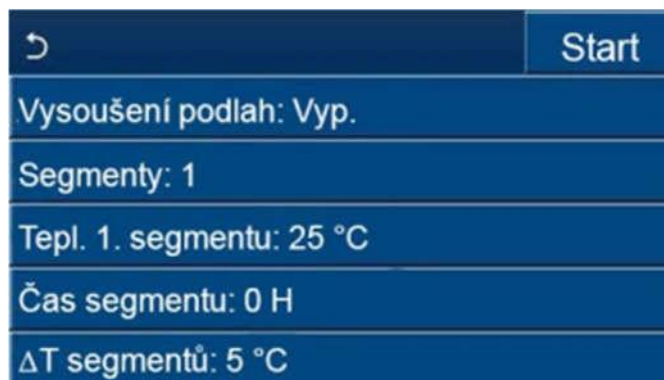 Start
Vysoušení podlah: Vyp.
Segmenty: 1
Tepl. 1. segmentu: 25 °C
Čas segmentu: 0 H
ΔT segmentů: 5 °C